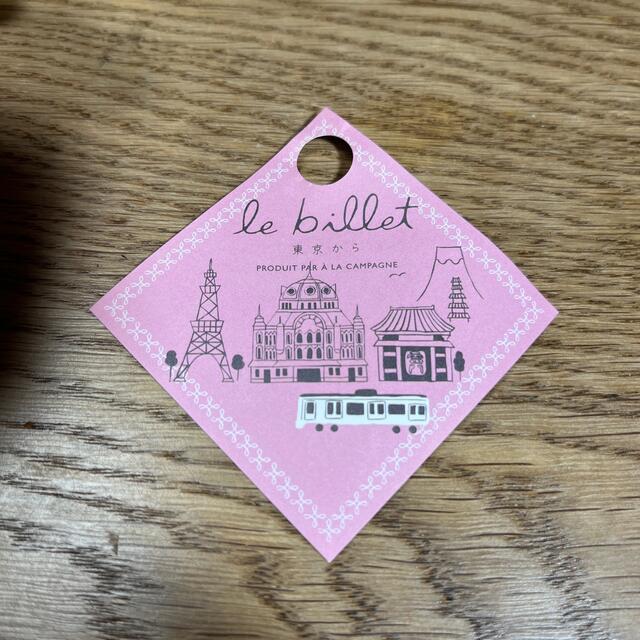 le billet
東京から
PRODUIT PAR À LA CAMPAGNE